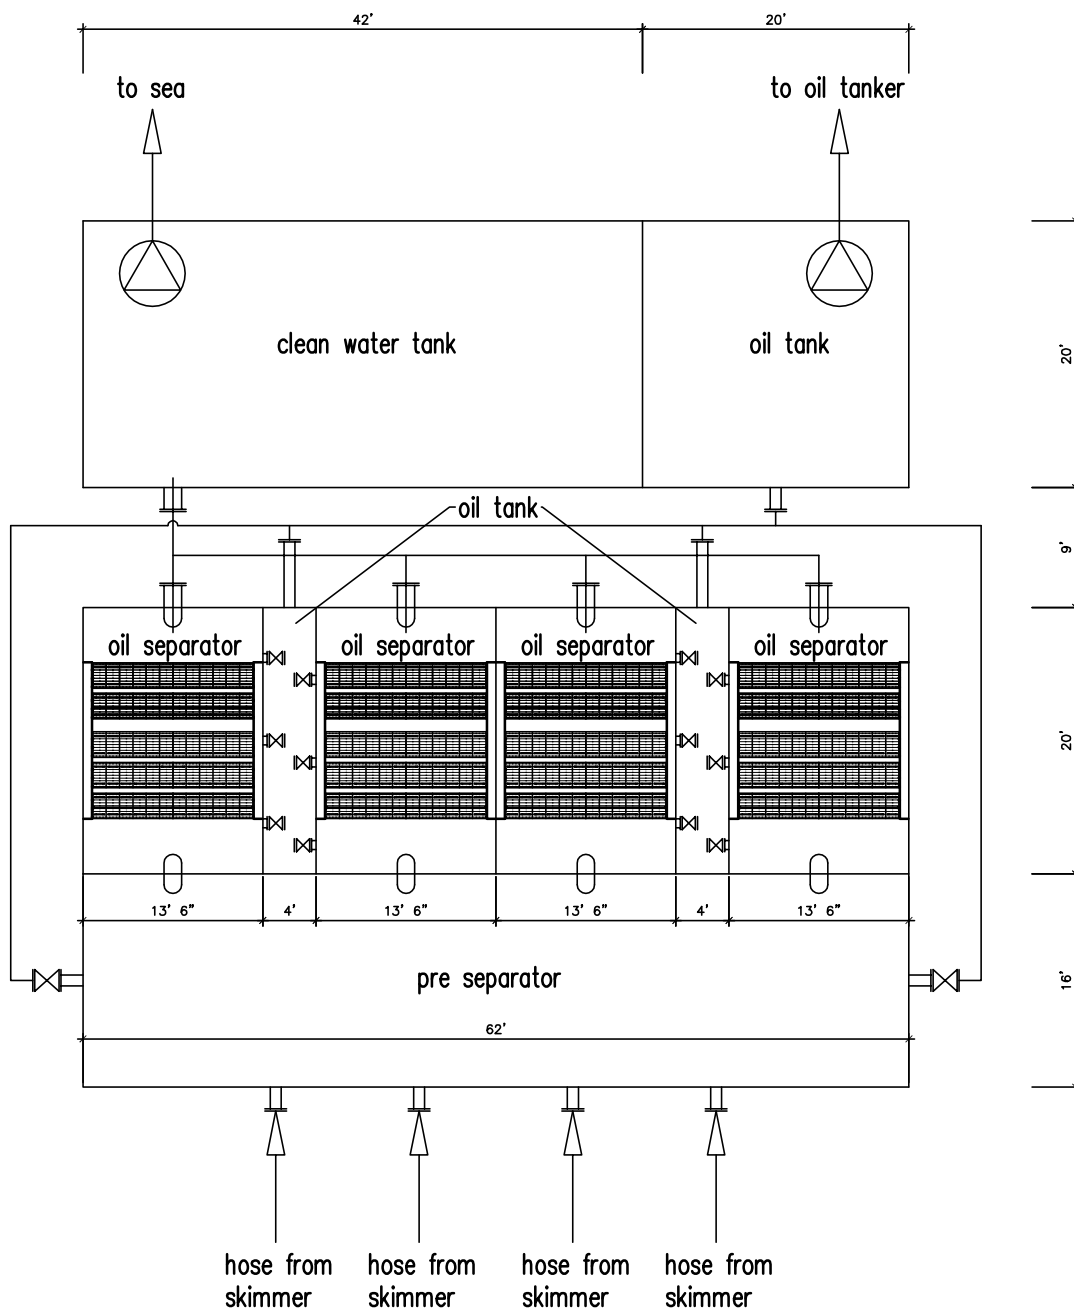 42'
20'
to sea
to oil tanker
clean water tank
oil tank
20'
oil tank
9'
oil separator
oil separator
oil separator
oil separator
20'
13' 6"
4'
13' 6"
13' 6"
4'
13' 6"
pre separator
16'
62'
hose from
skimmer
hose from
skimmer
hose from
skimmer
hose from
skimmer